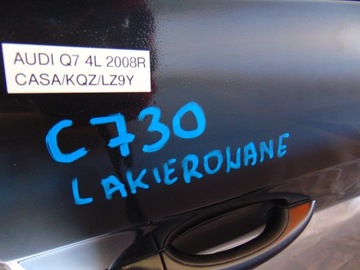 AUDI Q7 4L 2008R
CASA/KQZ/LZ9Y
C730
LAKIEROWANE